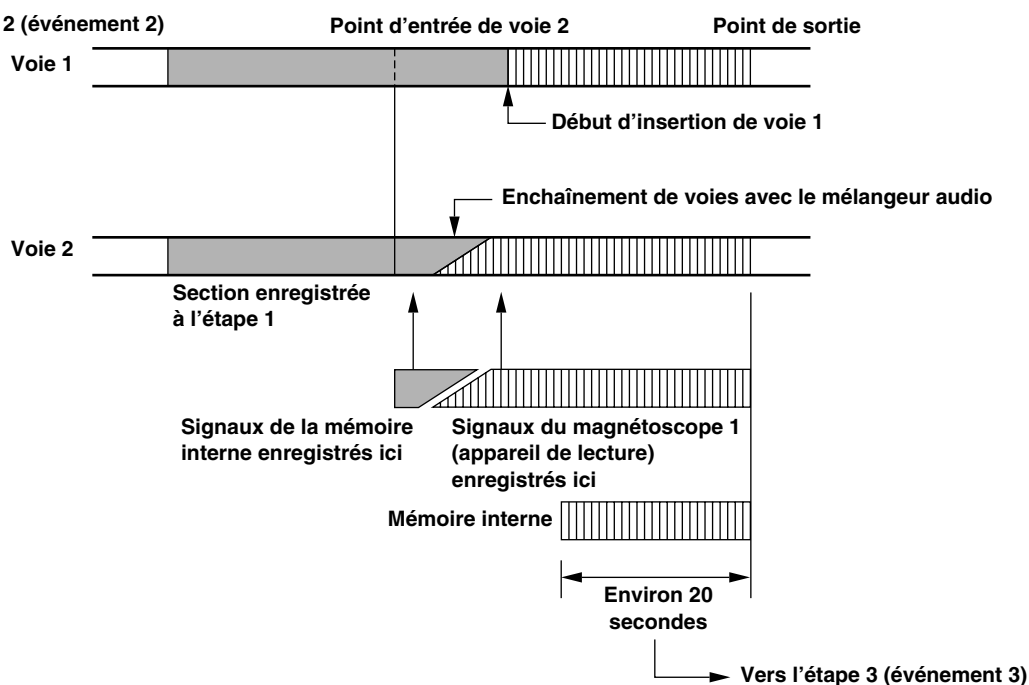 2 (événement 2)
Point d'entrée de voie 2
Point de sortie
Voie 1
Début d'insertion de voie 1
Enchaînement de voies avec le mélangeur audio
Voie 2
Section enregistrée
à l'étape 1
Signaux de la mémoire
interne enregistrés ici
Signaux du magnétoscope 1
(appareil de lecture)
enregistrés ici
Mémoire interne
Environ 20
secondes
Vers l'étape 3 (événement 3)